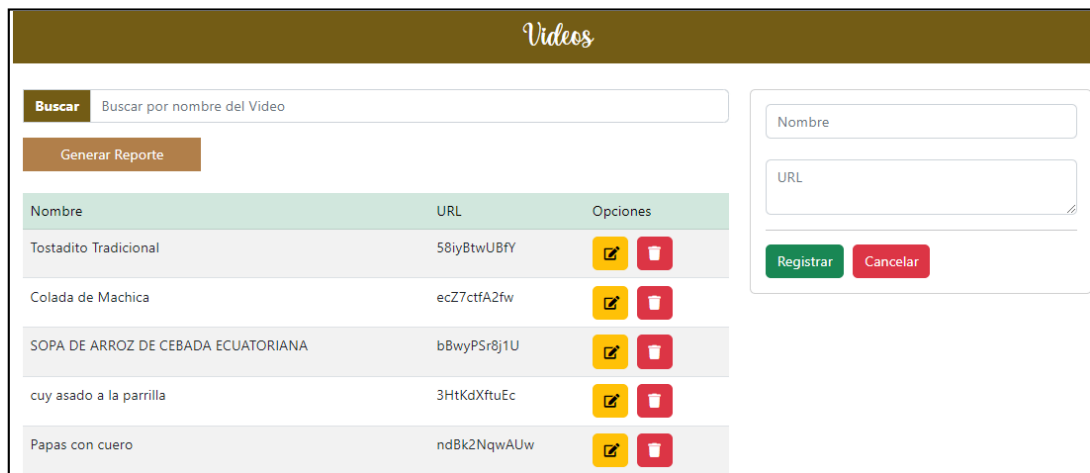 Videos
Buscar Buscar por nombre del Video
Generar Reporte
Nombre URL Opciones
Tostadito Tradicional 58iyBtwUBfY
Colada de Machica ecZ7ctfA2fw
SOPA DE ARROZ DE CEBADA ECUATORIANA bBwyPSr8j1U
cuy asado a la parrilla 3HtKdXftuEc
Papas con cuero ndBk2NqwAUw
Nombre
URL
Registrar Cancelar